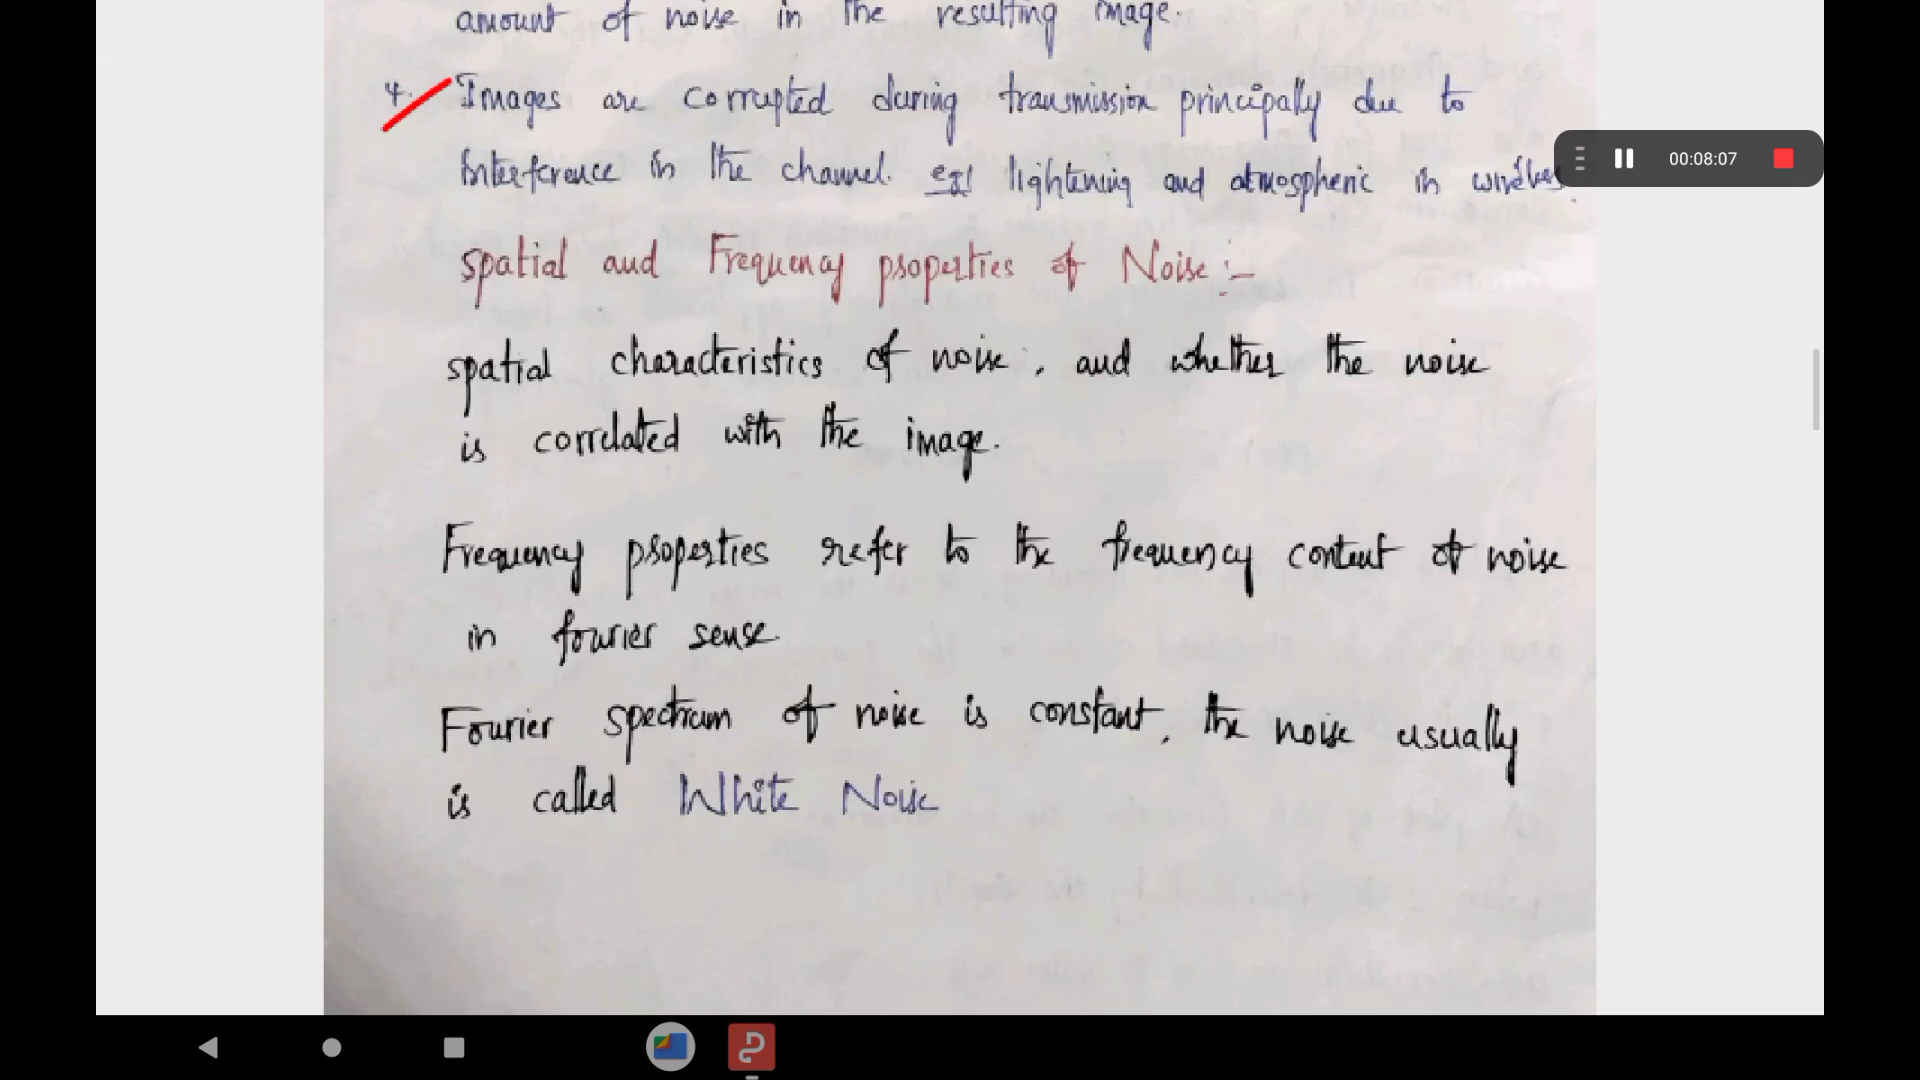 amount of noise in the resulting image.
4. Images are corrupted during transmission principally due to
Interference in the channel. eg! lightening and atmospheric in wireless
00:08:07
spatial and Frequency properties of Noise :-
spatial characteristics of noise, and whether the noise
is correlated with the image.
Frequency properties refer to the frequency content of noise
in fourier sense.
Fourier spectrum of noise is constant, the noise usually
is called White Noise